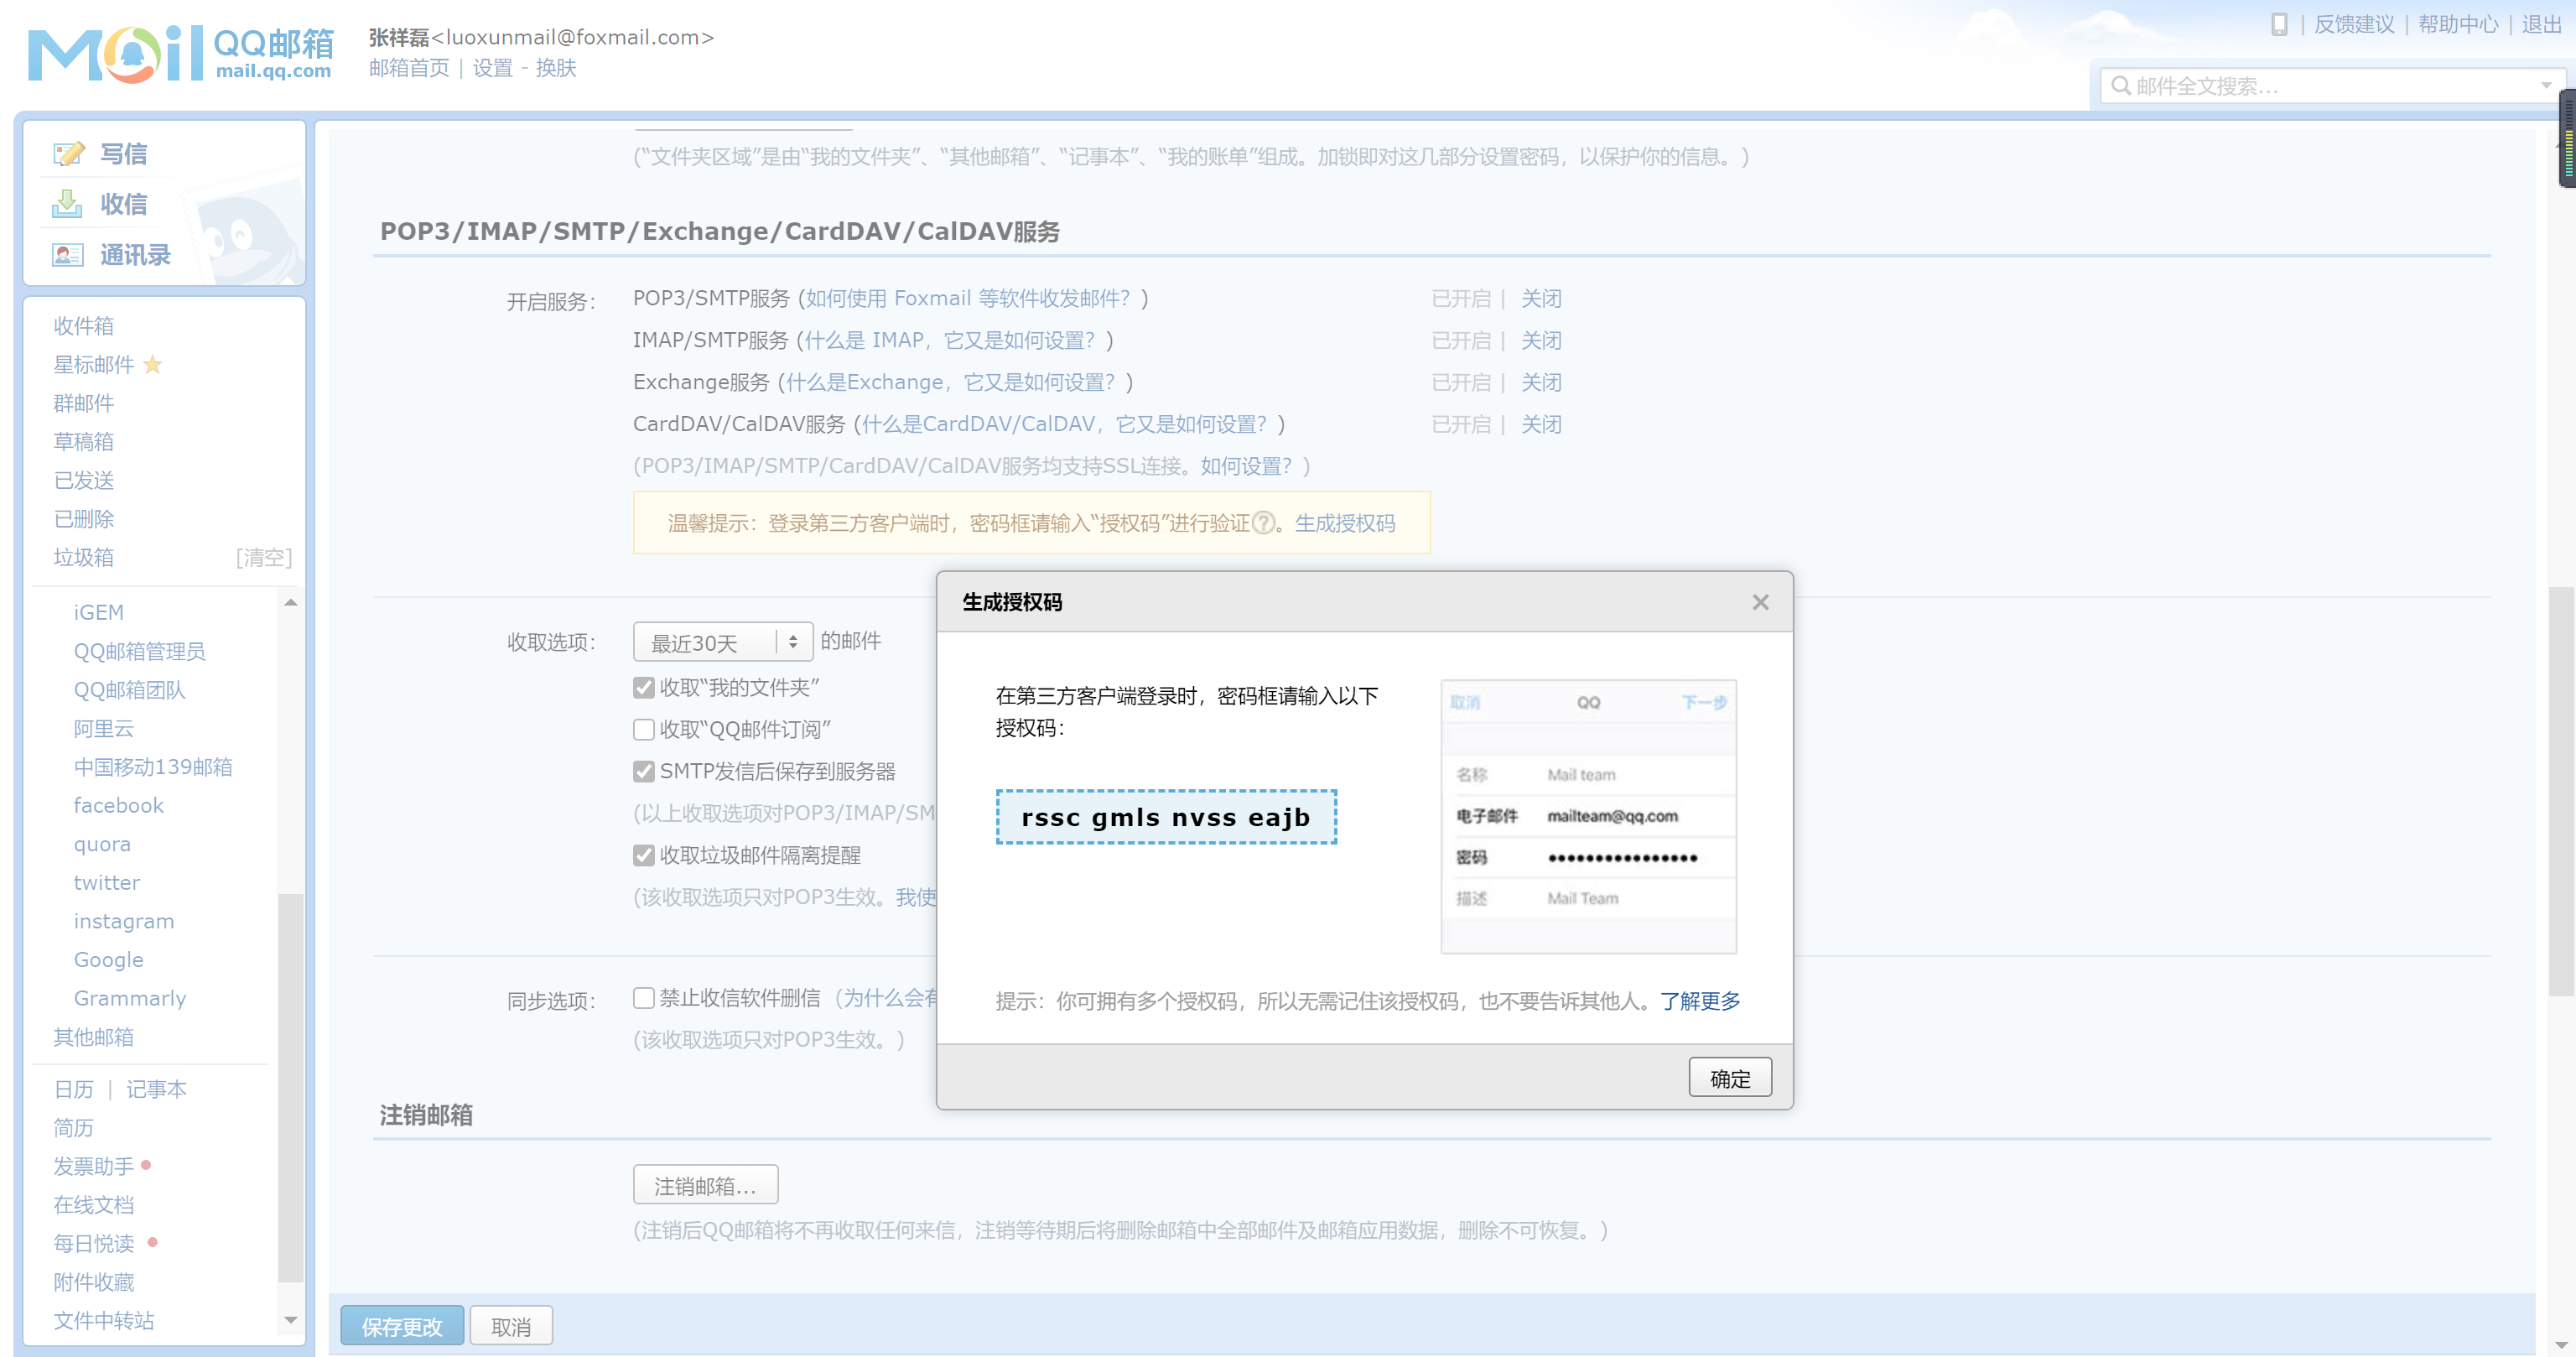 Mail QQ邮箱
mail.qq.com
张祥磊<luoxunmail@foxmail.com>
邮箱首页 | 设置 - 换肤
| 反馈建议 | 帮助中心 | 退出
邮件全文搜索...
写信
收信
通讯录
收件箱
星标邮件
群邮件
草稿箱
已发送
已删除
垃圾箱 [清空]
iGEM
QQ邮箱管理员
QQ邮箱团队
阿里云
中国移动139邮箱
facebook
quora
twitter
instagram
Google
Grammarly
其他邮箱
日历 | 记事本
简历
发票助手
在线文档
每日悦读
附件收藏
文件中转站
(“文件夹区域”是由“我的文件夹”、“其他邮箱”、“记事本”、“我的账单”组成。加锁即对这几部分设置密码，以保护你的信息。)
POP3/IMAP/SMTP/Exchange/CardDAV/CalDAV服务
开启服务： POP3/SMTP服务 (如何使用 Foxmail 等软件收发邮件？) 已开启 | 关闭
IMAP/SMTP服务 (什么是 IMAP，它又是如何设置？) 已开启 | 关闭
Exchange服务 (什么是Exchange，它又是如何设置？) 已开启 | 关闭
CardDAV/CalDAV服务 (什么是CardDAV/CalDAV，它又是如何设置？) 已开启 | 关闭
(POP3/IMAP/SMTP/CardDAV/CalDAV服务均支持SSL连接。如何设置？)
温馨提示：登录第三方客户端时，密码框请输入“授权码”进行验证?。生成授权码
收取选项： 最近30天 的邮件
收取“我的文件夹”
收取“QQ邮件订阅”
SMTP发信后保存到服务器
(以上收取选项对POP3/IMAP/SM
收取垃圾邮件隔离提醒
(该收取选项只对POP3生效。我使
同步选项： 禁止收信软件删信 (为什么会有
(该收取选项只对POP3生效。)
注销邮箱
注销邮箱...
(注销后QQ邮箱将不再收取任何来信，注销等待期后将删除邮箱中全部邮件及邮箱应用数据，删除不可恢复。)
保存更改 取消
生成授权码
在第三方客户端登录时，密码框请输入以下
授权码：
rssc gmls nvss eajb
取消 QQ 下一步
名称 Mail team
电子邮件 mailteam@qq.com
密码 ••••••••••••••••
描述 Mail Team
提示：你可拥有多个授权码，所以无需记住该授权码，也不要告诉其他人。了解更多
确定